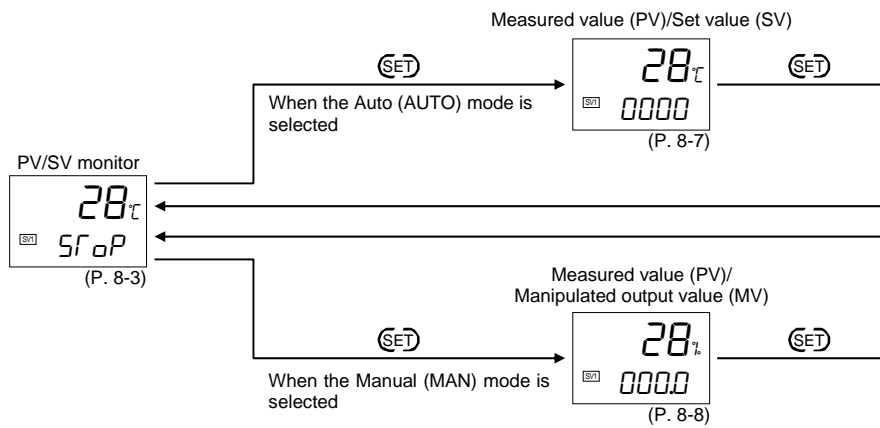 Measured value (PV)/Set value (SV)
SET
When the Auto (AUTO) mode is
selected
28℃
SV1 0000
(P. 8-7)
SET
PV/SV monitor
28℃
SV1 SToP
(P. 8-3)
Measured value (PV)/
Manipulated output value (MV)
SET
When the Manual (MAN) mode is
selected
28%
SV1 000.0
(P. 8-8)
SET